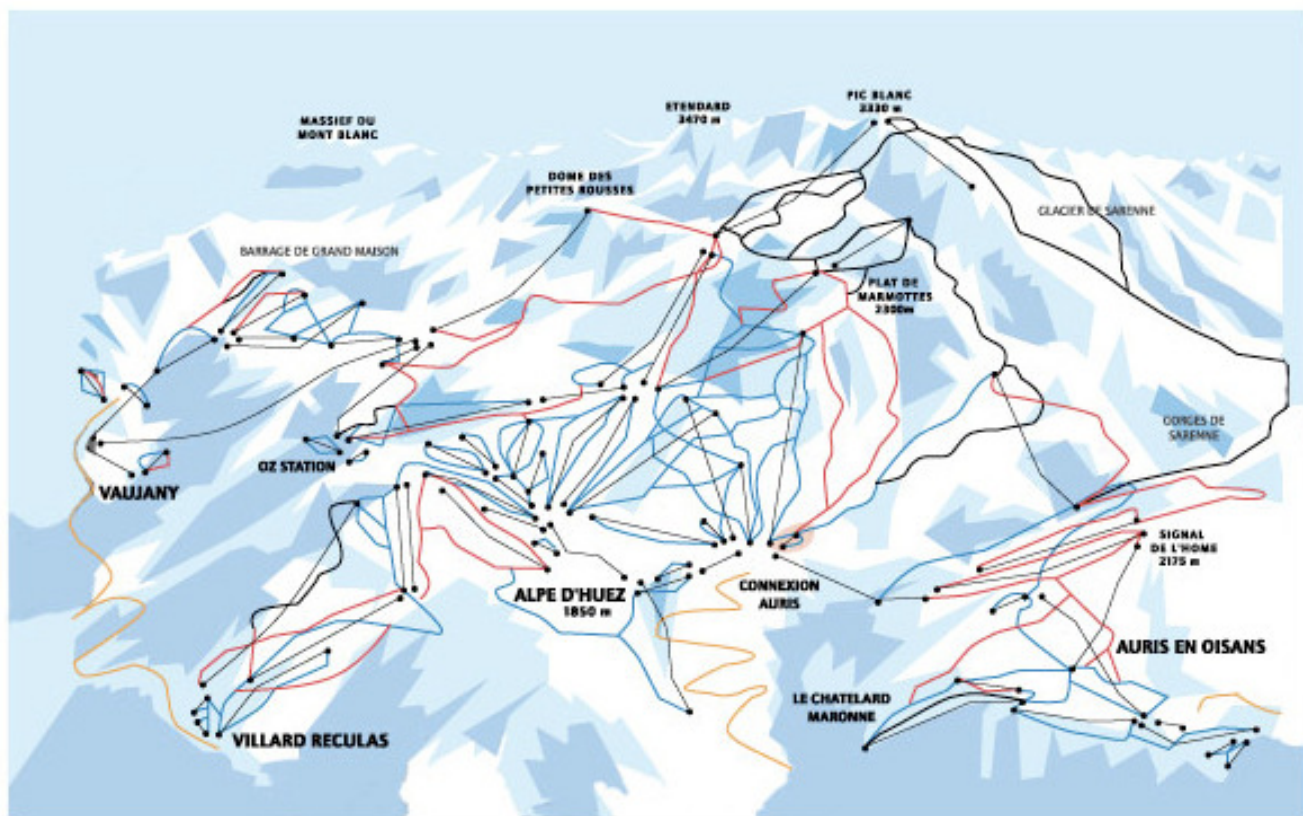 PIC BLANC
3330 m
ETENDARD
3470 m
MASSIEF DU
MONT BLANC
DOME DES
PETITES ROUSSES
GLACIER DE SARENNE
BARRAGE DE GRAND MAISON
PLAT DE
MARMOTTES
2300m
GORGES DE
SARENNE
OZ STATION
VAUJANY
SIGNAL
DE L'HOME
2175 m
CONNEXION
AURIS
ALPE D'HUEZ
1850 m
AURIS EN OISANS
LE CHATELARD
MARONNE
VILLARD RECULAS